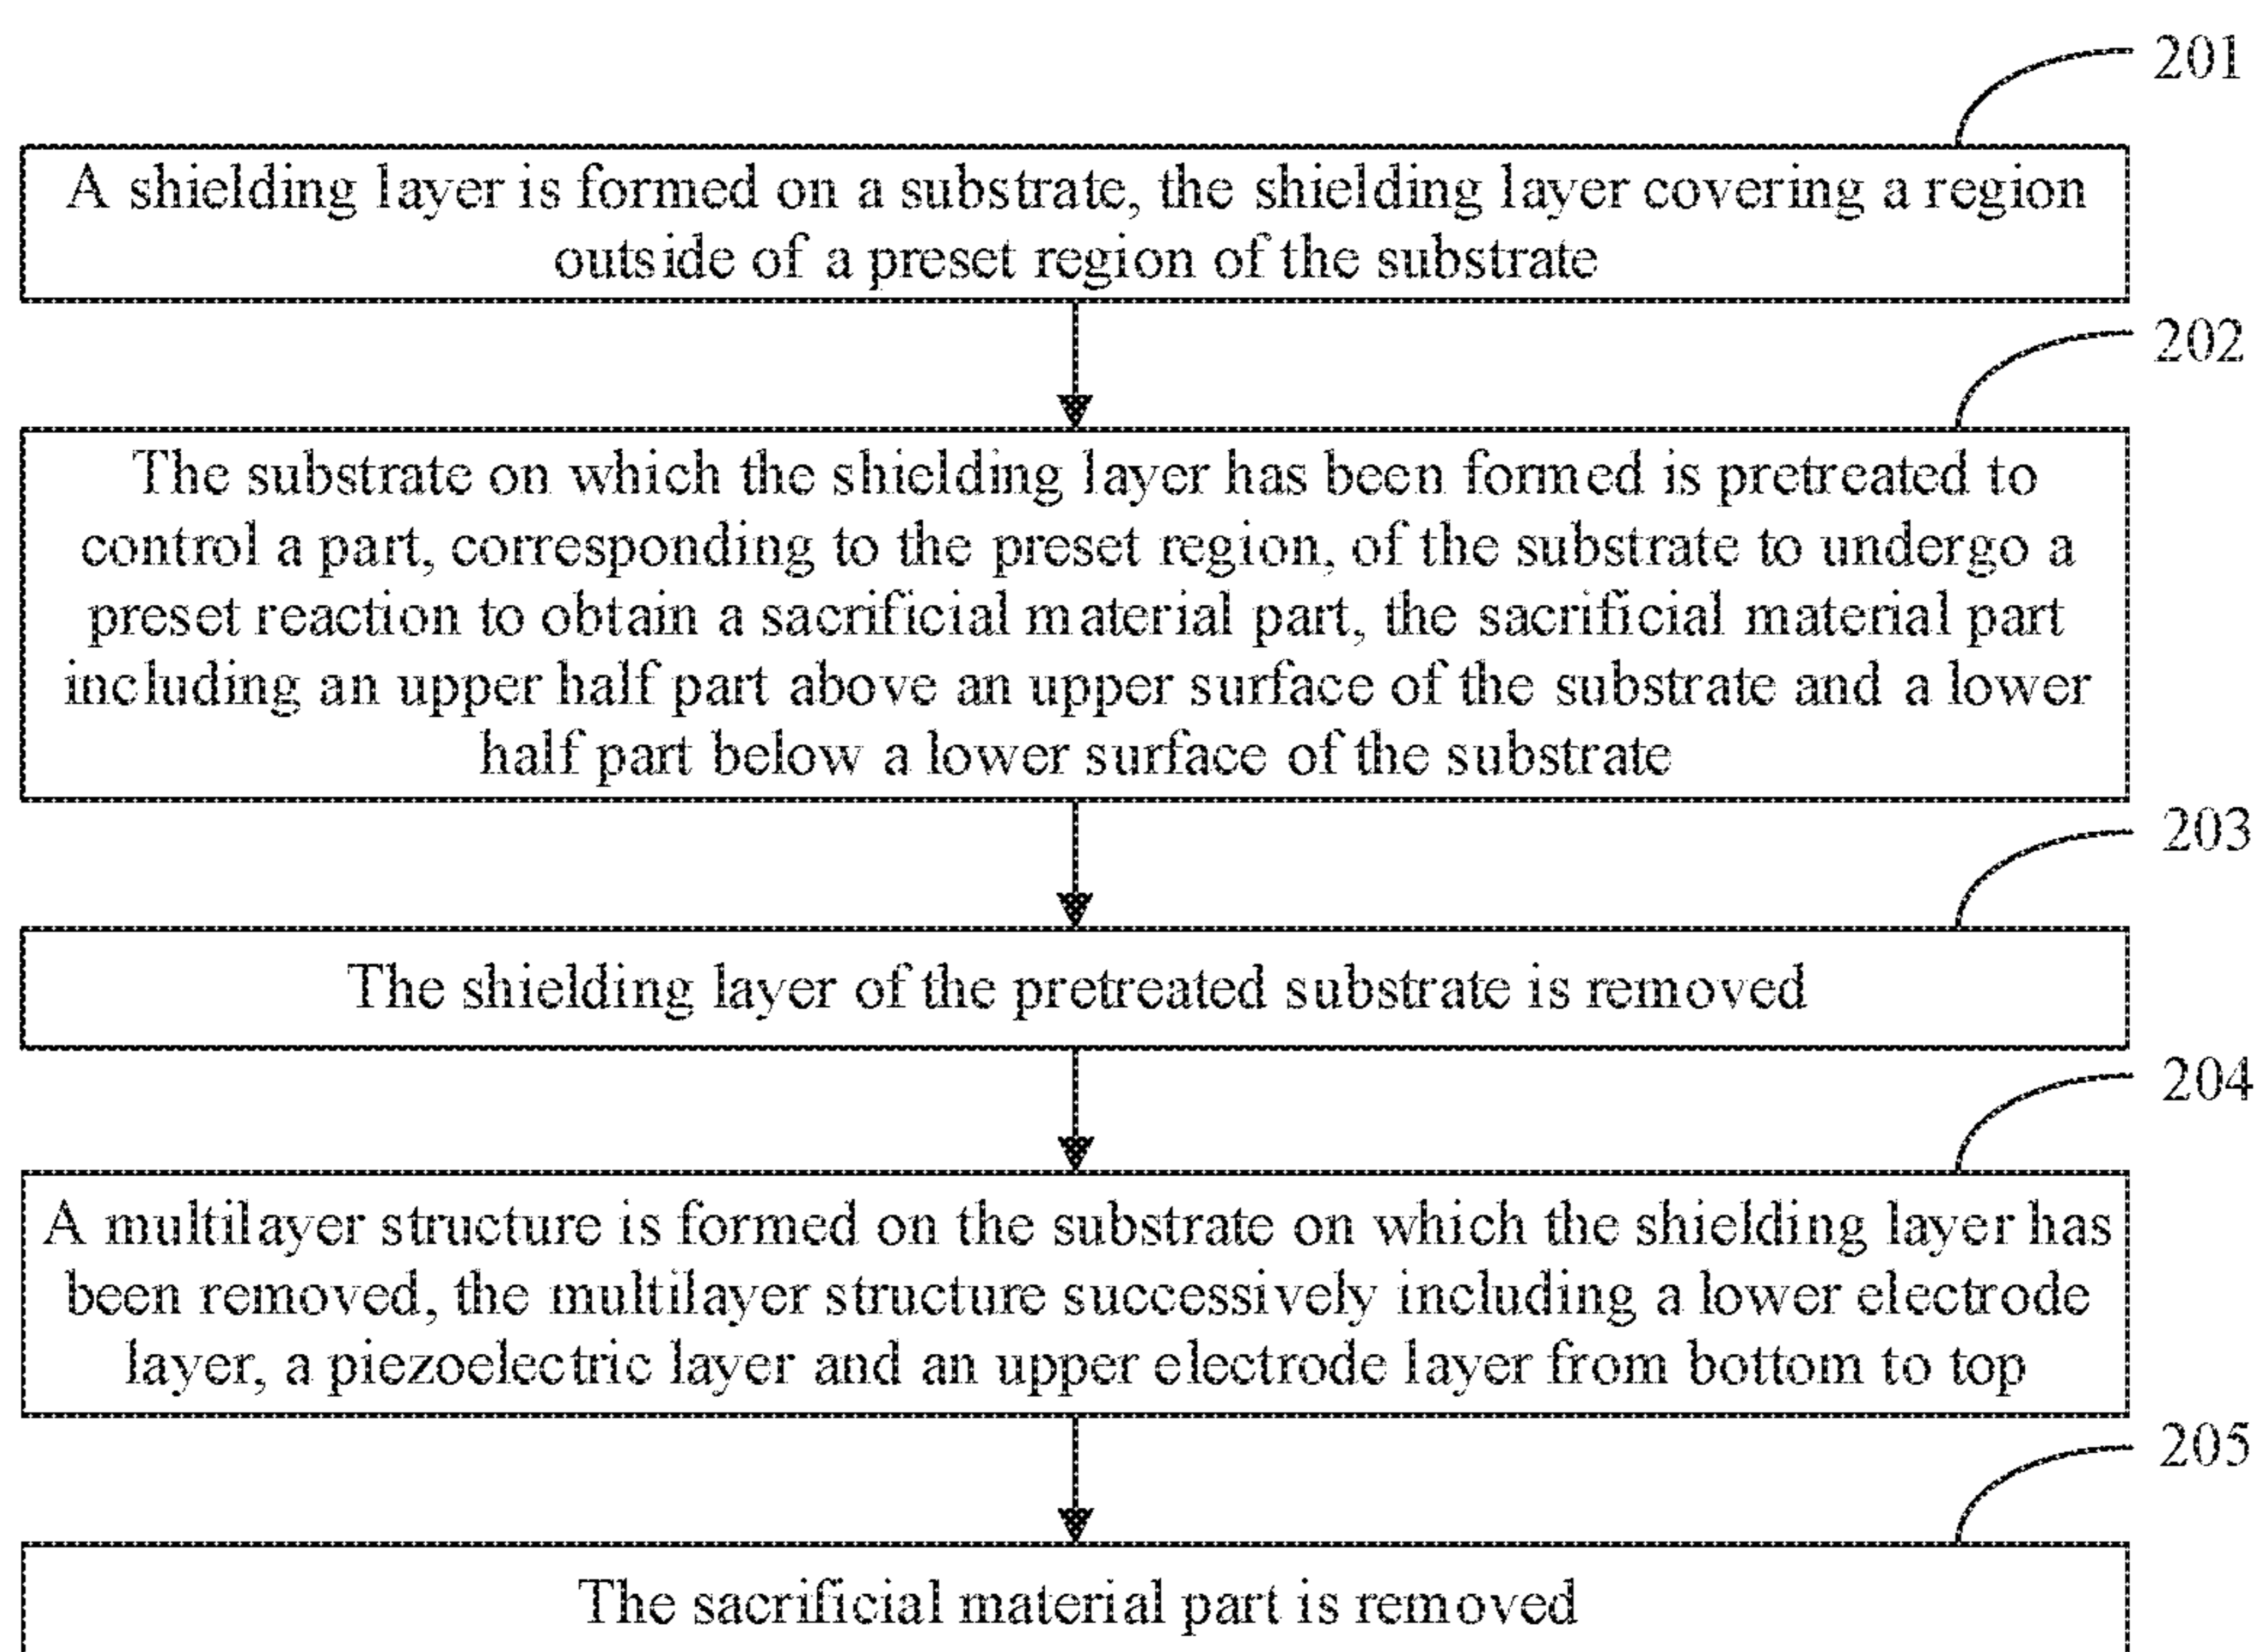 201
A shielding layer is formed on a substrate, the shielding layer covering a region
outside of a preset region of the substrate
202
The substrate on which the shielding layer has been formed is pretreated to
control a part, corresponding to the preset region, of the substrate to undergo a
preset reaction to obtain a sacrificial material part, the sacrificial material part
including an upper half part above an upper surface of the substrate and a lower
half part below a lower surface of the substrate
203
The shielding layer of the pretreated substrate is removed
204
A multilayer structure is formed on the substrate on which the shielding layer has
been removed, the multilayer structure successively including a lower electrode
layer, a piezoelectric layer and an upper electrode layer from bottom to top
205
The sacrificial material part is removed